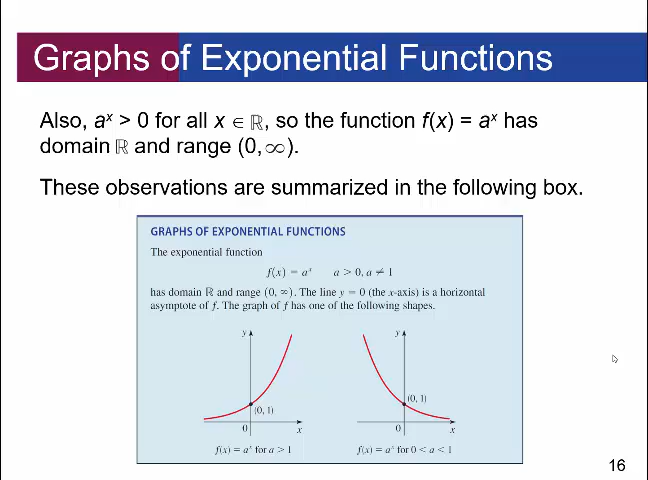 Graphs of Exponential Functions
Also, aˣ > 0 for all x ∈ ℝ, so the function f(x) = aˣ has
domain ℝ and range (0, ∞).
These observations are summarized in the following box.
GRAPHS OF EXPONENTIAL FUNCTIONS
The exponential function
f(x) = aˣ a > 0, a ≠ 1
has domain ℝ and range (0, ∞). The line y = 0 (the x-axis) is a horizontal
asymptote of f. The graph of f has one of the following shapes.
y
(0, 1)
0
x
f(x) = aˣ for a > 1
y
(0, 1)
0
x
f(x) = aˣ for 0 < a < 1
16